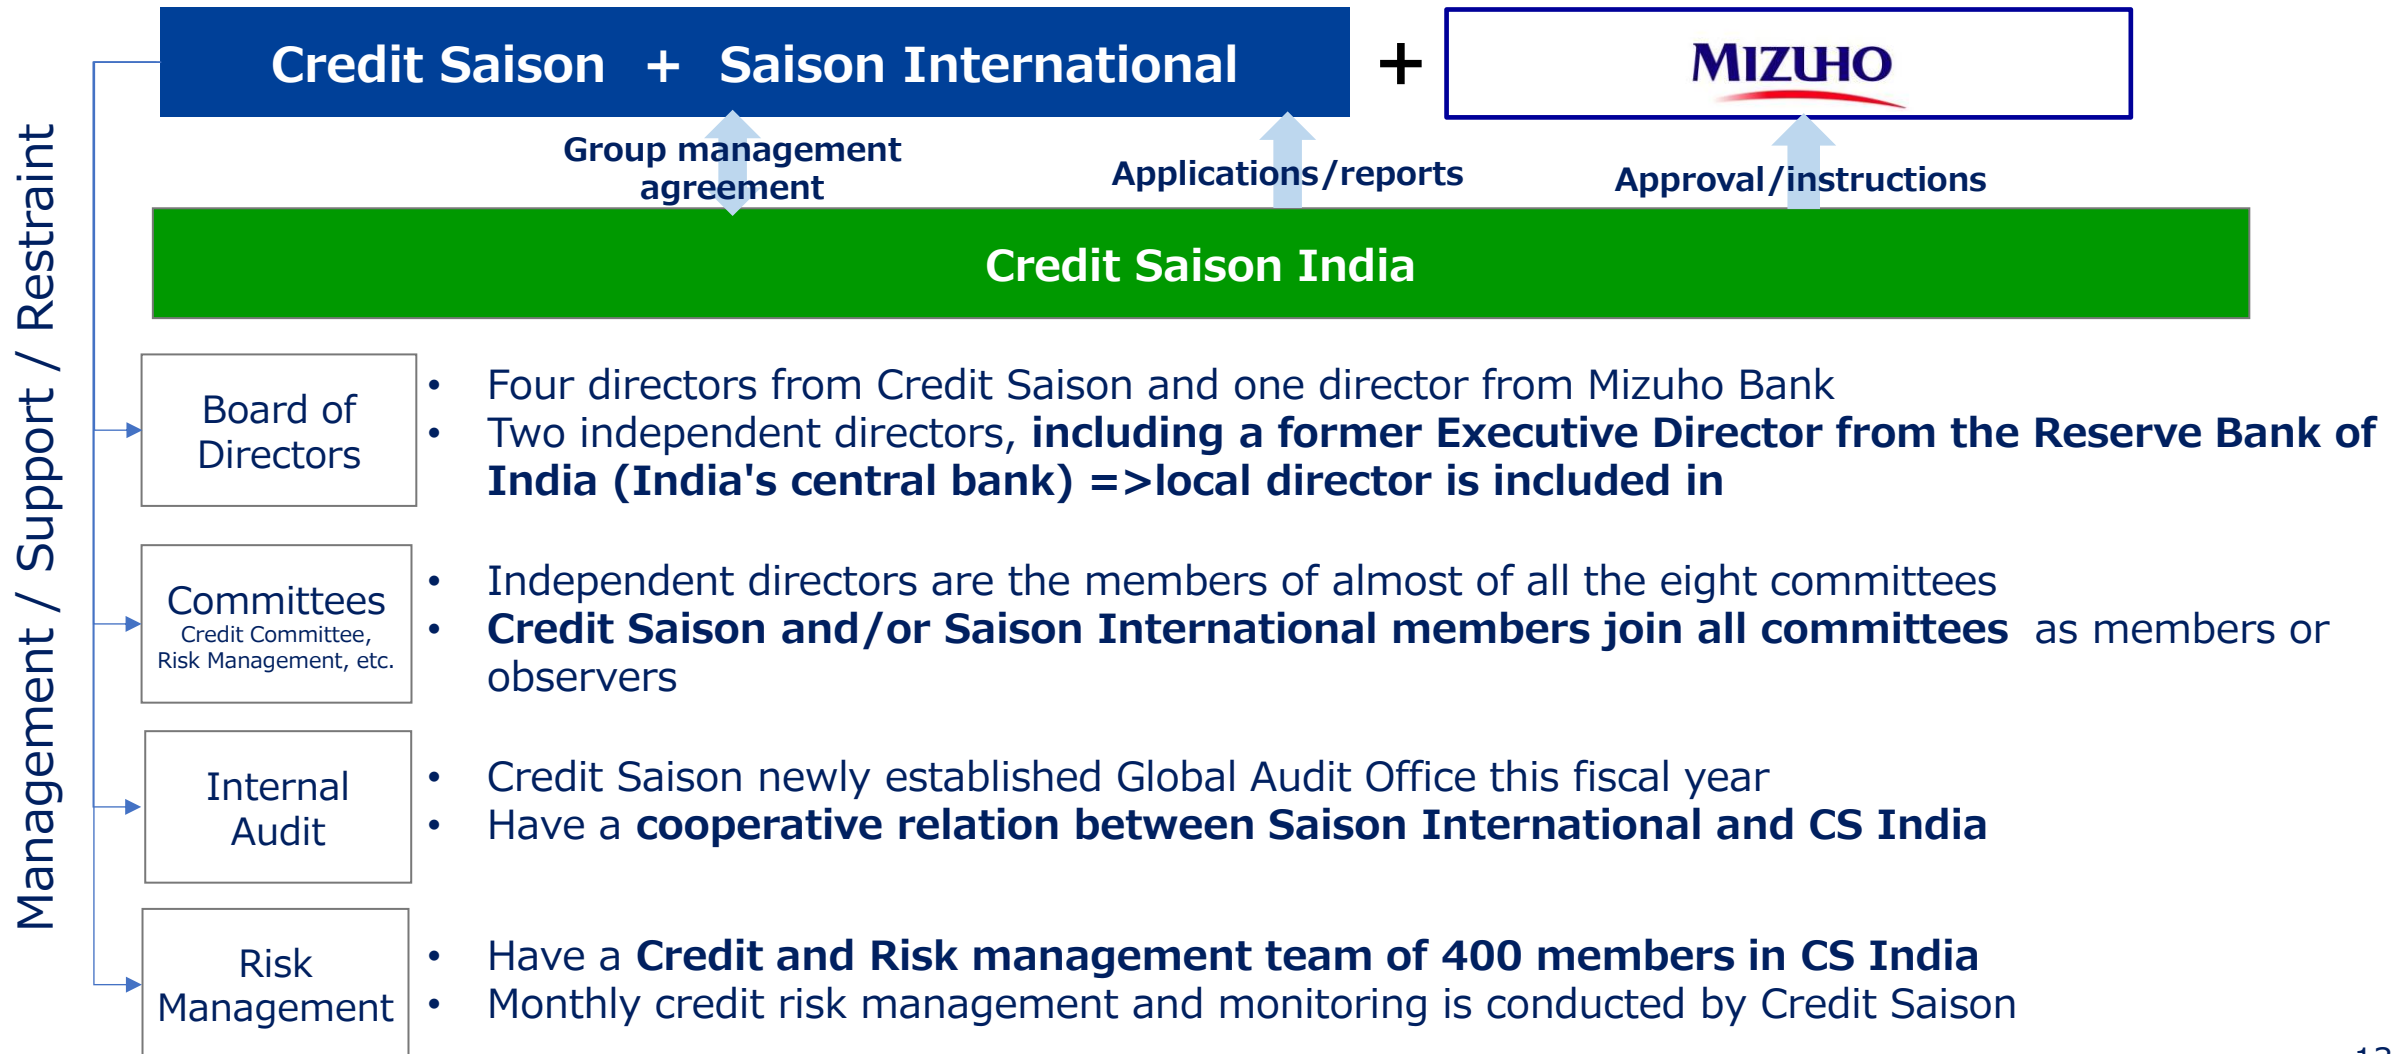 Credit Saison + Saison International
+
MIZUHO
Group management
agreement
Applications/reports
Approval/instructions
Credit Saison India
Management / Support / Restraint
Board of
Directors
• Four directors from Credit Saison and one director from Mizuho Bank
• Two independent directors, including a former Executive Director from the Reserve Bank of
India (India's central bank) =>local director is included in
Committees
Credit Committee,
Risk Management, etc.
• Independent directors are the members of almost of all the eight committees
• Credit Saison and/or Saison International members join all committees as members or
observers
Internal
Audit
• Credit Saison newly established Global Audit Office this fiscal year
• Have a cooperative relation between Saison International and CS India
Risk
Management
• Have a Credit and Risk management team of 400 members in CS India
• Monthly credit risk management and monitoring is conducted by Credit Saison